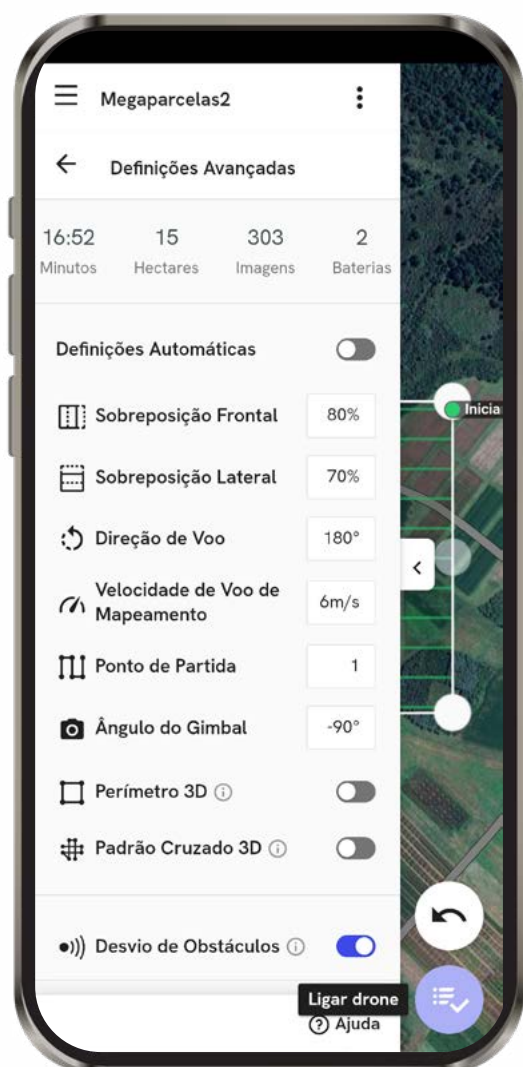 Megaparcelas2
Definições Avançadas
16:52 15 303 2
Minutos Hectares Imagens Baterias
Definições Automáticas
Sobreposição Frontal 80%
Sobreposição Lateral 70%
Direção de Voo 180°
Velocidade de Voo de
Mapeamento 6m/s
Ponto de Partida 1
Ângulo do Gimbal -90°
Perímetro 3D
Padrão Cruzado 3D
Desvio de Obstáculos
Inicia
Ligar drone
Ajuda